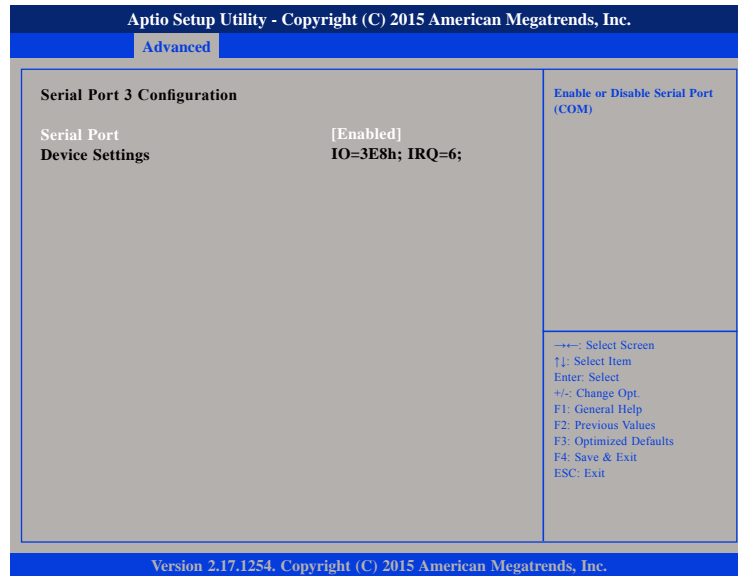 Aptio Setup Utility - Copyright (C) 2015 American Megatrends, Inc.
Advanced
Serial Port 3 Configuration
Serial Port [Enabled]
Device Settings IO=3E8h; IRQ=6;
Enable or Disable Serial Port
(COM)
→←: Select Screen
↑↓: Select Item
Enter: Select
+/-: Change Opt.
F1: General Help
F2: Previous Values
F3: Optimized Defaults
F4: Save & Exit
ESC: Exit
Version 2.17.1254. Copyright (C) 2015 American Megatrends, Inc.